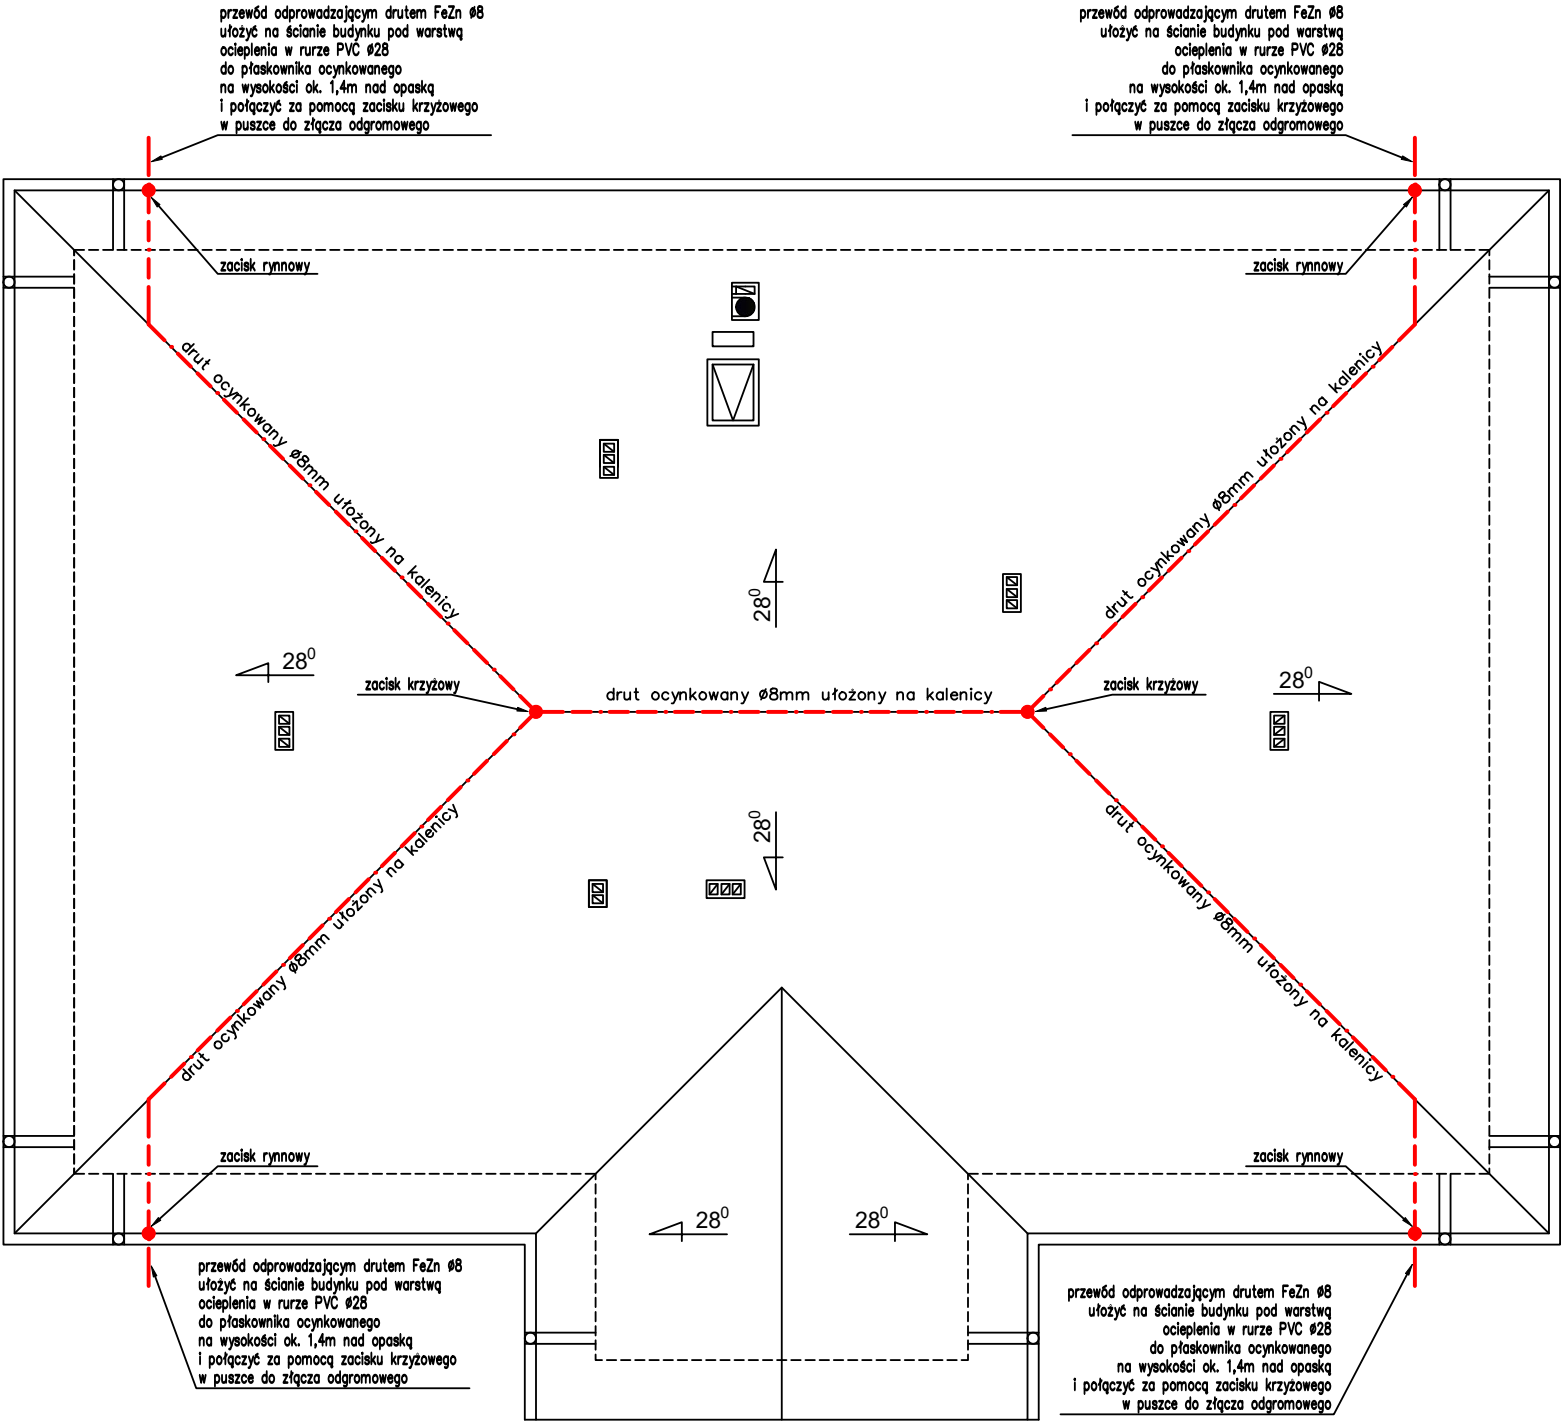 przewód odprowadzającym drutem FeZn ø8
ułożyć na ścianie budynku pod warstwą
ocieplenia w rurze PVC ø28
do płaskownika ocynkowanego
na wysokości ok. 1,4m nad opaską
i połączyć za pomocą zacisku krzyżowego
w puszce do złącza odgromowego
przewód odprowadzającym drutem FeZn ø8
ułożyć na ścianie budynku pod warstwą
ocieplenia w rurze PVC ø28
do płaskownika ocynkowanego
na wysokości ok. 1,4m nad opaską
i połączyć za pomocą zacisku krzyżowego
w puszce do złącza odgromowego
zacisk rynnowy
zacisk rynnowy
drut ocynkowany ø8mm ułożony na kalenicy
drut ocynkowany ø8mm ułożony na kalenicy
28⁰
28⁰
28⁰
zacisk krzyżowy
drut ocynkowany ø8mm ułożony na kalenicy
zacisk krzyżowy
28⁰
drut ocynkowany ø8mm ułożony na kalenicy
drut ocynkowany ø8mm ułożony na kalenicy
zacisk rynnowy
zacisk rynnowy
28⁰
28⁰
przewód odprowadzającym drutem FeZn ø8
ułożyć na ścianie budynku pod warstwą
ocieplenia w rurze PVC ø28
do płaskownika ocynkowanego
na wysokości ok. 1,4m nad opaską
i połączyć za pomocą zacisku krzyżowego
w puszce do złącza odgromowego
przewód odprowadzającym drutem FeZn ø8
ułożyć na ścianie budynku pod warstwą
ocieplenia w rurze PVC ø28
do płaskownika ocynkowanego
na wysokości ok. 1,4m nad opaską
i połączyć za pomocą zacisku krzyżowego
w puszce do złącza odgromowego